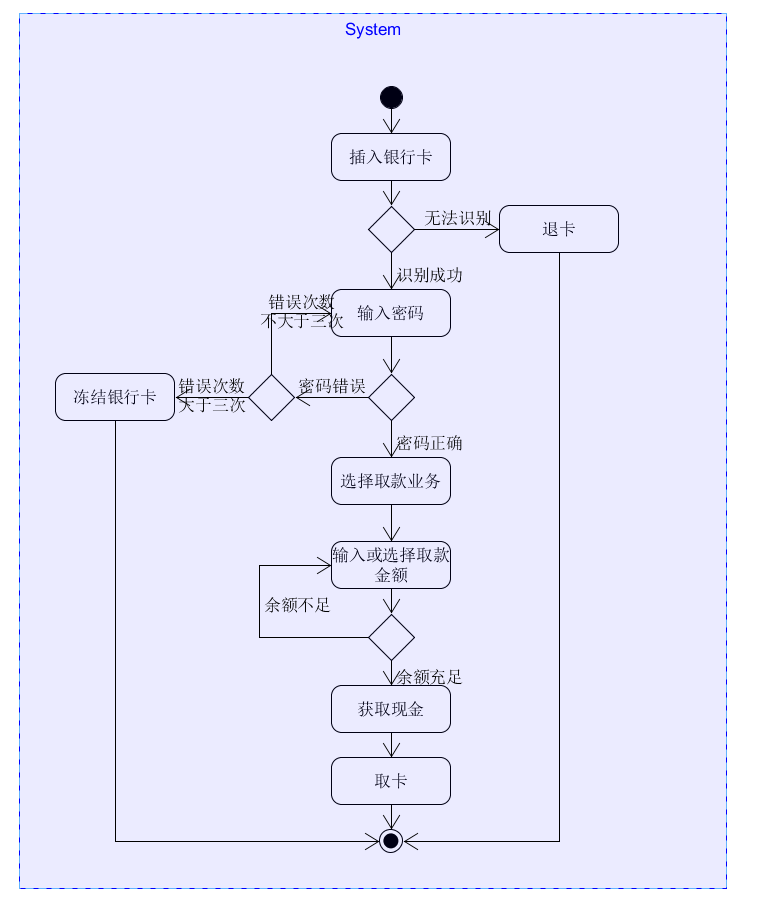 System
插入银行卡
无法识别
退卡
识别成功
错误次数
不大于三次
输入密码
冻结银行卡
错误次数
大于三次
密码错误
密码正确
选择取款业务
输入或选择取款
金额
余额不足
余额充足
获取现金
取卡